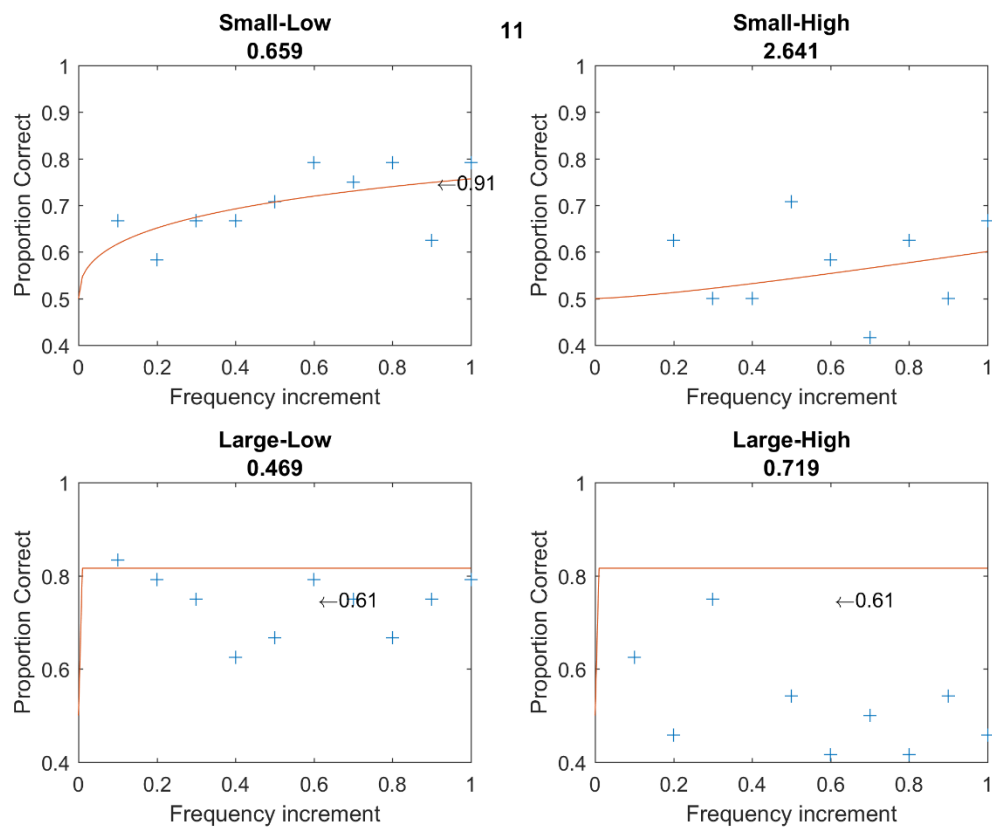 11
Small-Low
0.659
Proportion Correct
1
0.9
0.8
0.7
0.6
0.5
0.4
←0.91
0 0.2 0.4 0.6 0.8 1
Frequency increment
Small-High
2.641
Proportion Correct
1
0.9
0.8
0.7
0.6
0.5
0.4
0 0.2 0.4 0.6 0.8 1
Frequency increment
Large-Low
0.469
Proportion Correct
1
0.8
0.6
0.4
←0.61
0 0.2 0.4 0.6 0.8 1
Frequency increment
Large-High
0.719
Proportion Correct
1
0.8
0.6
0.4
←0.61
0 0.2 0.4 0.6 0.8 1
Frequency increment